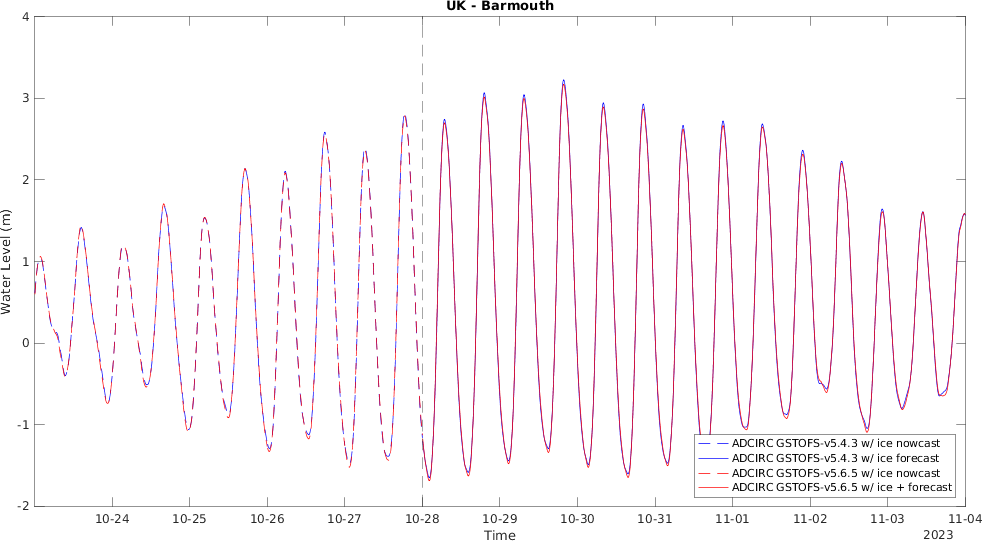 UK - Barmouth
4
3
2
1
0
-1
-2
Water Level (m)
10-24 10-25 10-26 10-27 10-28 10-29 10-30 10-31 11-01 11-02 11-03 11-04
Time
2023
ADCIRC GSTOFS-v5.4.3 w/ ice nowcast
ADCIRC GSTOFS-v5.4.3 w/ ice forecast
ADCIRC GSTOFS-v5.6.5 w/ ice nowcast
ADCIRC GSTOFS-v5.6.5 w/ ice + forecast